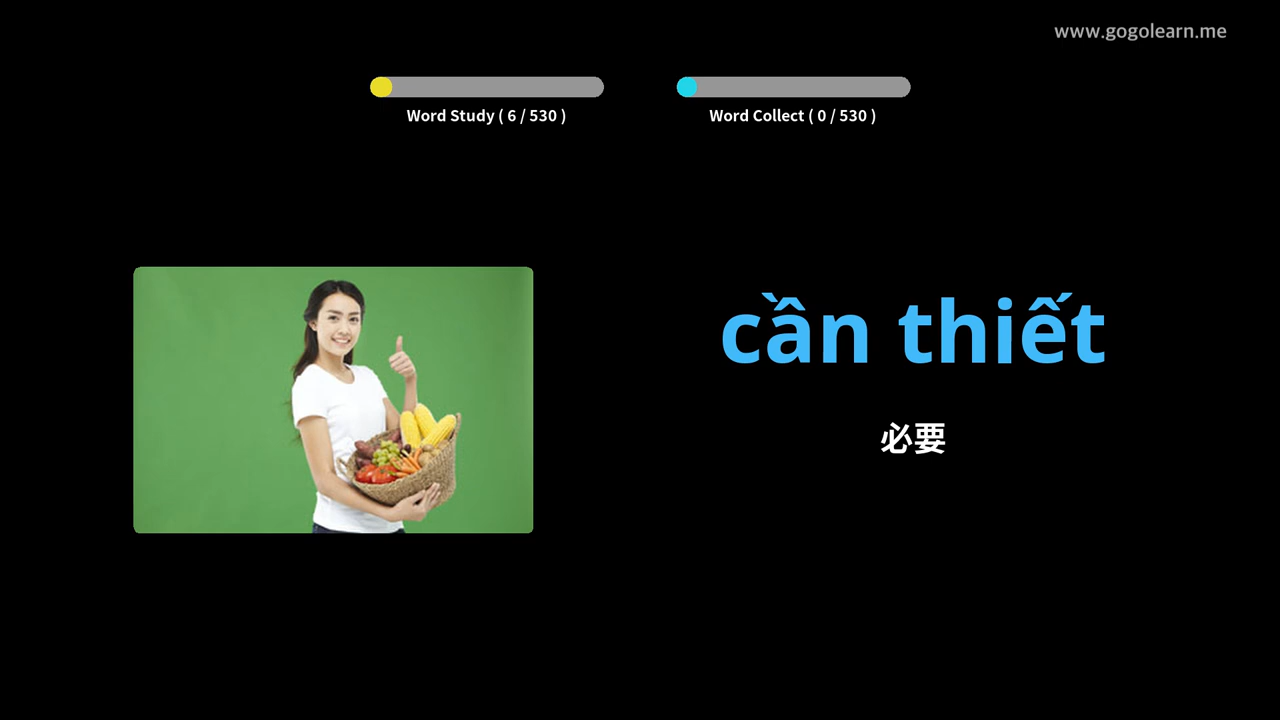 www.gogolearn.me
Word Study ( 6 / 530 )
Word Collect ( 0 / 530 )
cần thiết
必要